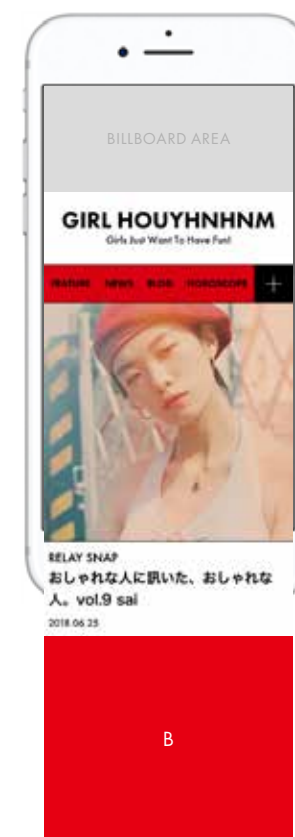 BILLBOARD AREA
GIRL HOUYHNHNM
Girls Just Want To Have Fun!
FEATURE NEWS BLOG HOROSCOPE +
RELAY SNAP
おしゃれな人に訊いた、おしゃれな
人。vol.9 sai
2018.06.25
B